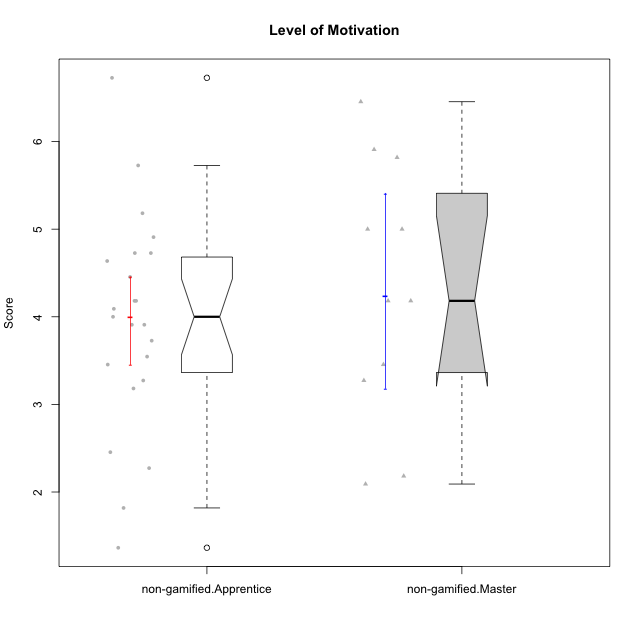 Level of Motivation
Score
6
5
4
3
2
non-gamified.Apprentice
non-gamified.Master